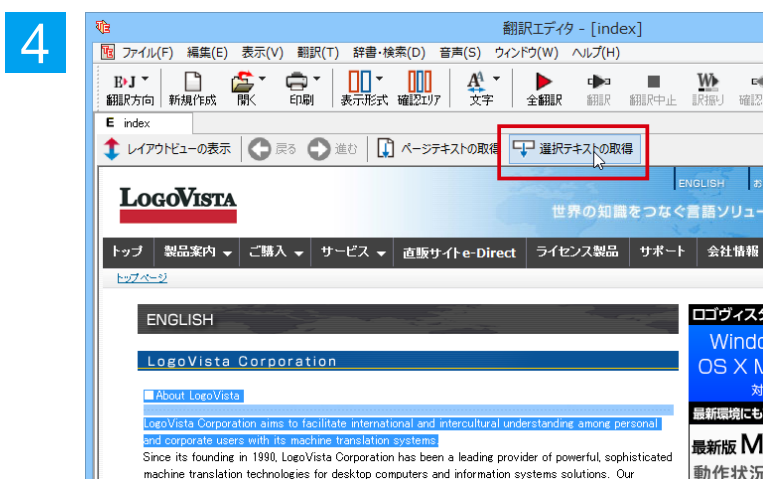 4
翻訳エディタ - [index]
ファイル(F) 編集(E) 表示(V) 翻訳(T) 辞書・検索(D) 音声(S) ウィンドウ(W) ヘルプ(H)
翻訳方向 新規作成 開く 印刷 表示形式 確認エリア 文字 全翻訳 翻訳 翻訳中止 訳振り 確認
E index
レイアウトビューの表示 戻る 進む ページテキストの取得 選択テキストの取得
ENGLISH お
LOGOVISTA
世界の知識をつなぐ言語ソリュー
トップ 製品案内 ご購入 サービス 直販サイトe-Direct ライセンス製品 サポート 会社情報
トップページ
ENGLISH
LogoVista Corporation
■About LogoVista
LogoVista Corporation aims to facilitate international and intercultural understanding among personal
and corporate users with its machine translation systems.
Since its founding in 1990, LogoVista Corporation has been a leading provider of powerful, sophisticated
machine translation technologies for desktop computers and information systems solutions. Our
ロゴヴィスタ
Windo
OS X M
対
最新環境にも
最新版 M
動作状況